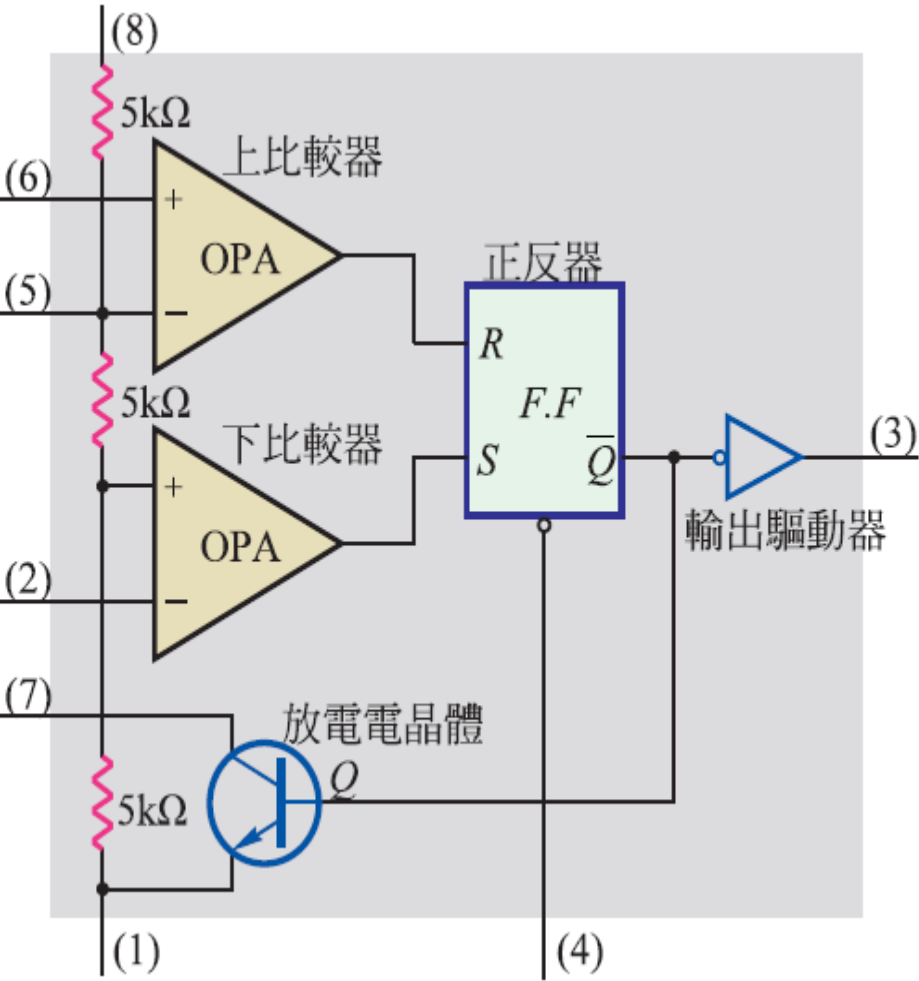 (8)
5kΩ
上比較器
(6)
+
OPA
正反器
(5)
−
R
5kΩ
F.F
下比較器
S
Q̅
(3)
+
OPA
輸出驅動器
(2)
−
(7)
放電電晶體
Q
5kΩ
(1)
(4)